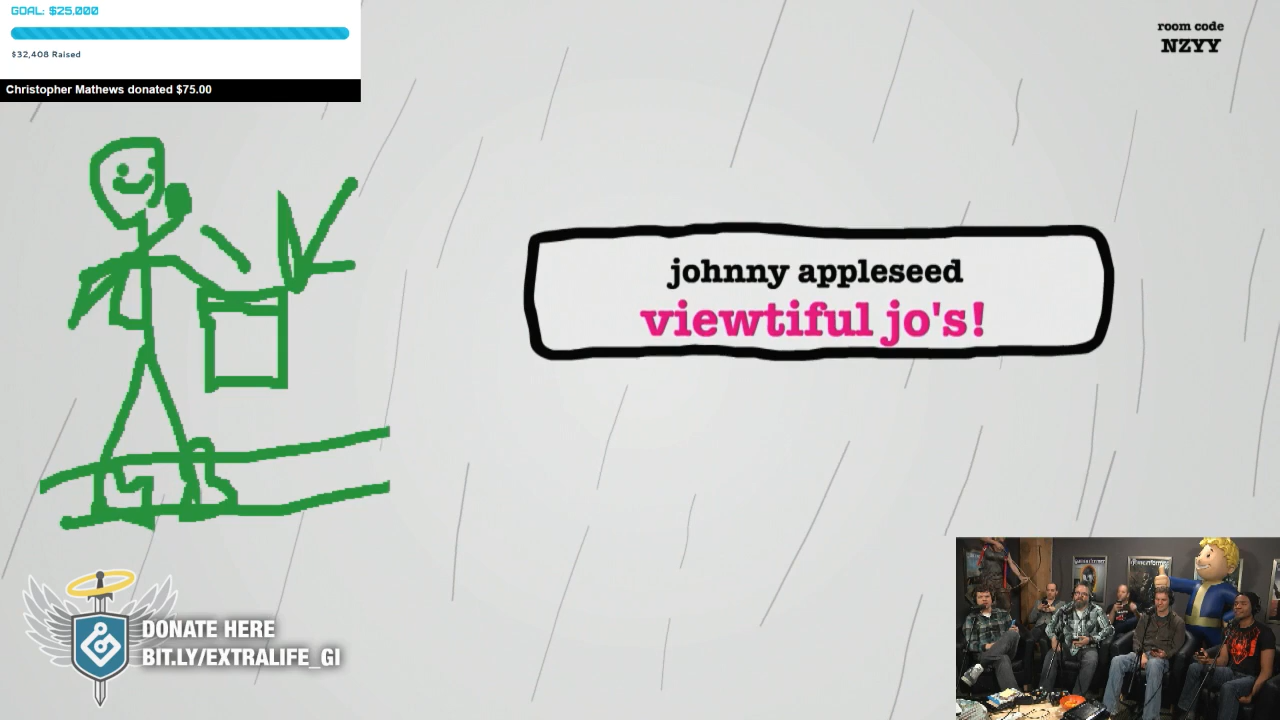 GOAL: $25,000
$32,408 Raised
Christopher Mathews donated $75.00
room code
NZYY
johnny appleseed
viewtiful jo's!
DONATE HERE
BIT.LY/EXTRALIFE_GI